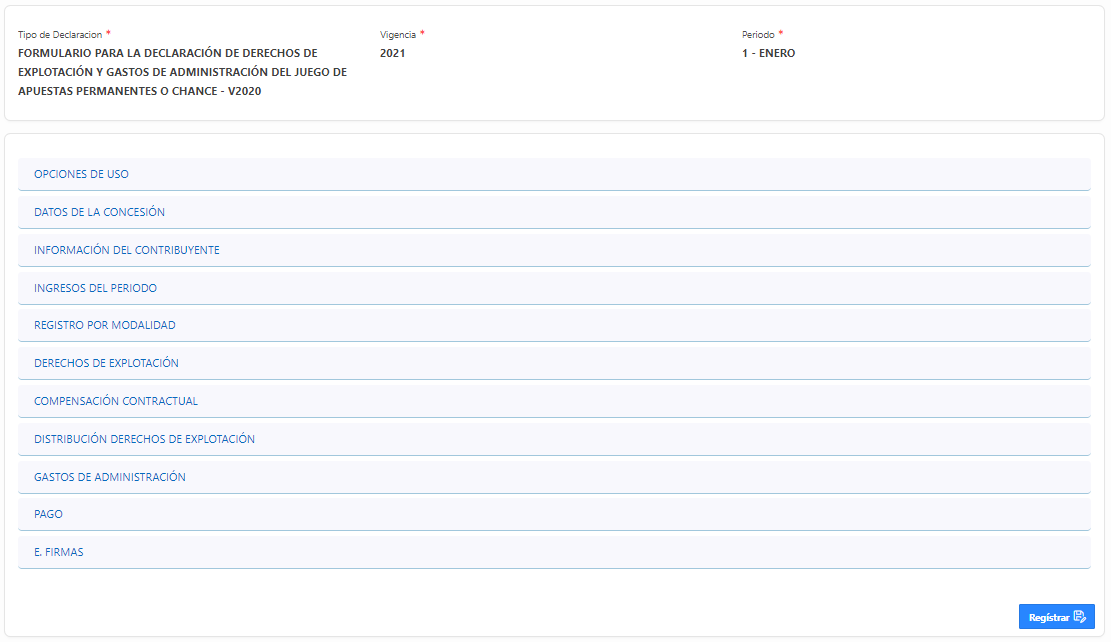 Tipo de Declaracion *
FORMULARIO PARA LA DECLARACIÓN DE DERECHOS DE
EXPLOTACIÓN Y GASTOS DE ADMINISTRACIÓN DEL JUEGO DE
APUESTAS PERMANENTES O CHANCE - V2020
Vigencia *
2021
Periodo *
1 - ENERO
OPCIONES DE USO
DATOS DE LA CONCESIÓN
INFORMACIÓN DEL CONTRIBUYENTE
INGRESOS DEL PERIODO
REGISTRO POR MODALIDAD
DERECHOS DE EXPLOTACIÓN
COMPENSACIÓN CONTRACTUAL
DISTRIBUCIÓN DERECHOS DE EXPLOTACIÓN
GASTOS DE ADMINISTRACIÓN
PAGO
E. FIRMAS
Registrar